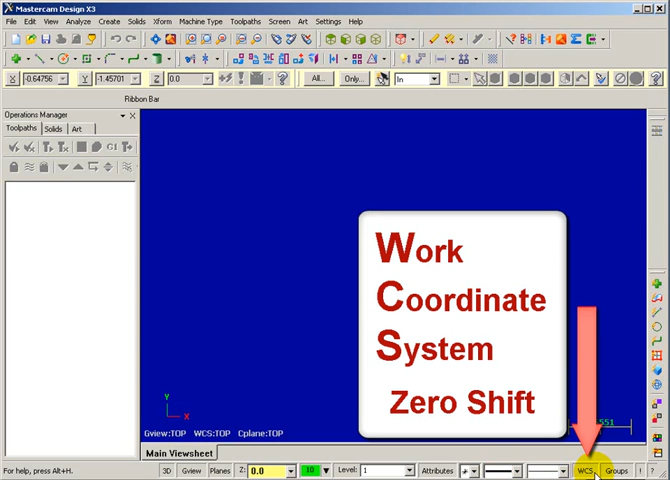 Mastercam Design X3
File Edit View Analyze Create Solids Xform Machine Type Toolpaths Screen Art Settings Help
X -0.64756 Y -1.45701 Z 0.0 All... Only... In
Ribbon Bar
Operations Manager
Toolpaths Solids Art
G1
Work
Coordinate
System
Zero Shift
Y
X
.551
Gview:TOP WCS:TOP Cplane:TOP
Main Viewsheet
For help, press Alt+H. 3D Gview Planes Z: 0.0 10 Level: 1 Attributes WCS Groups ! ?